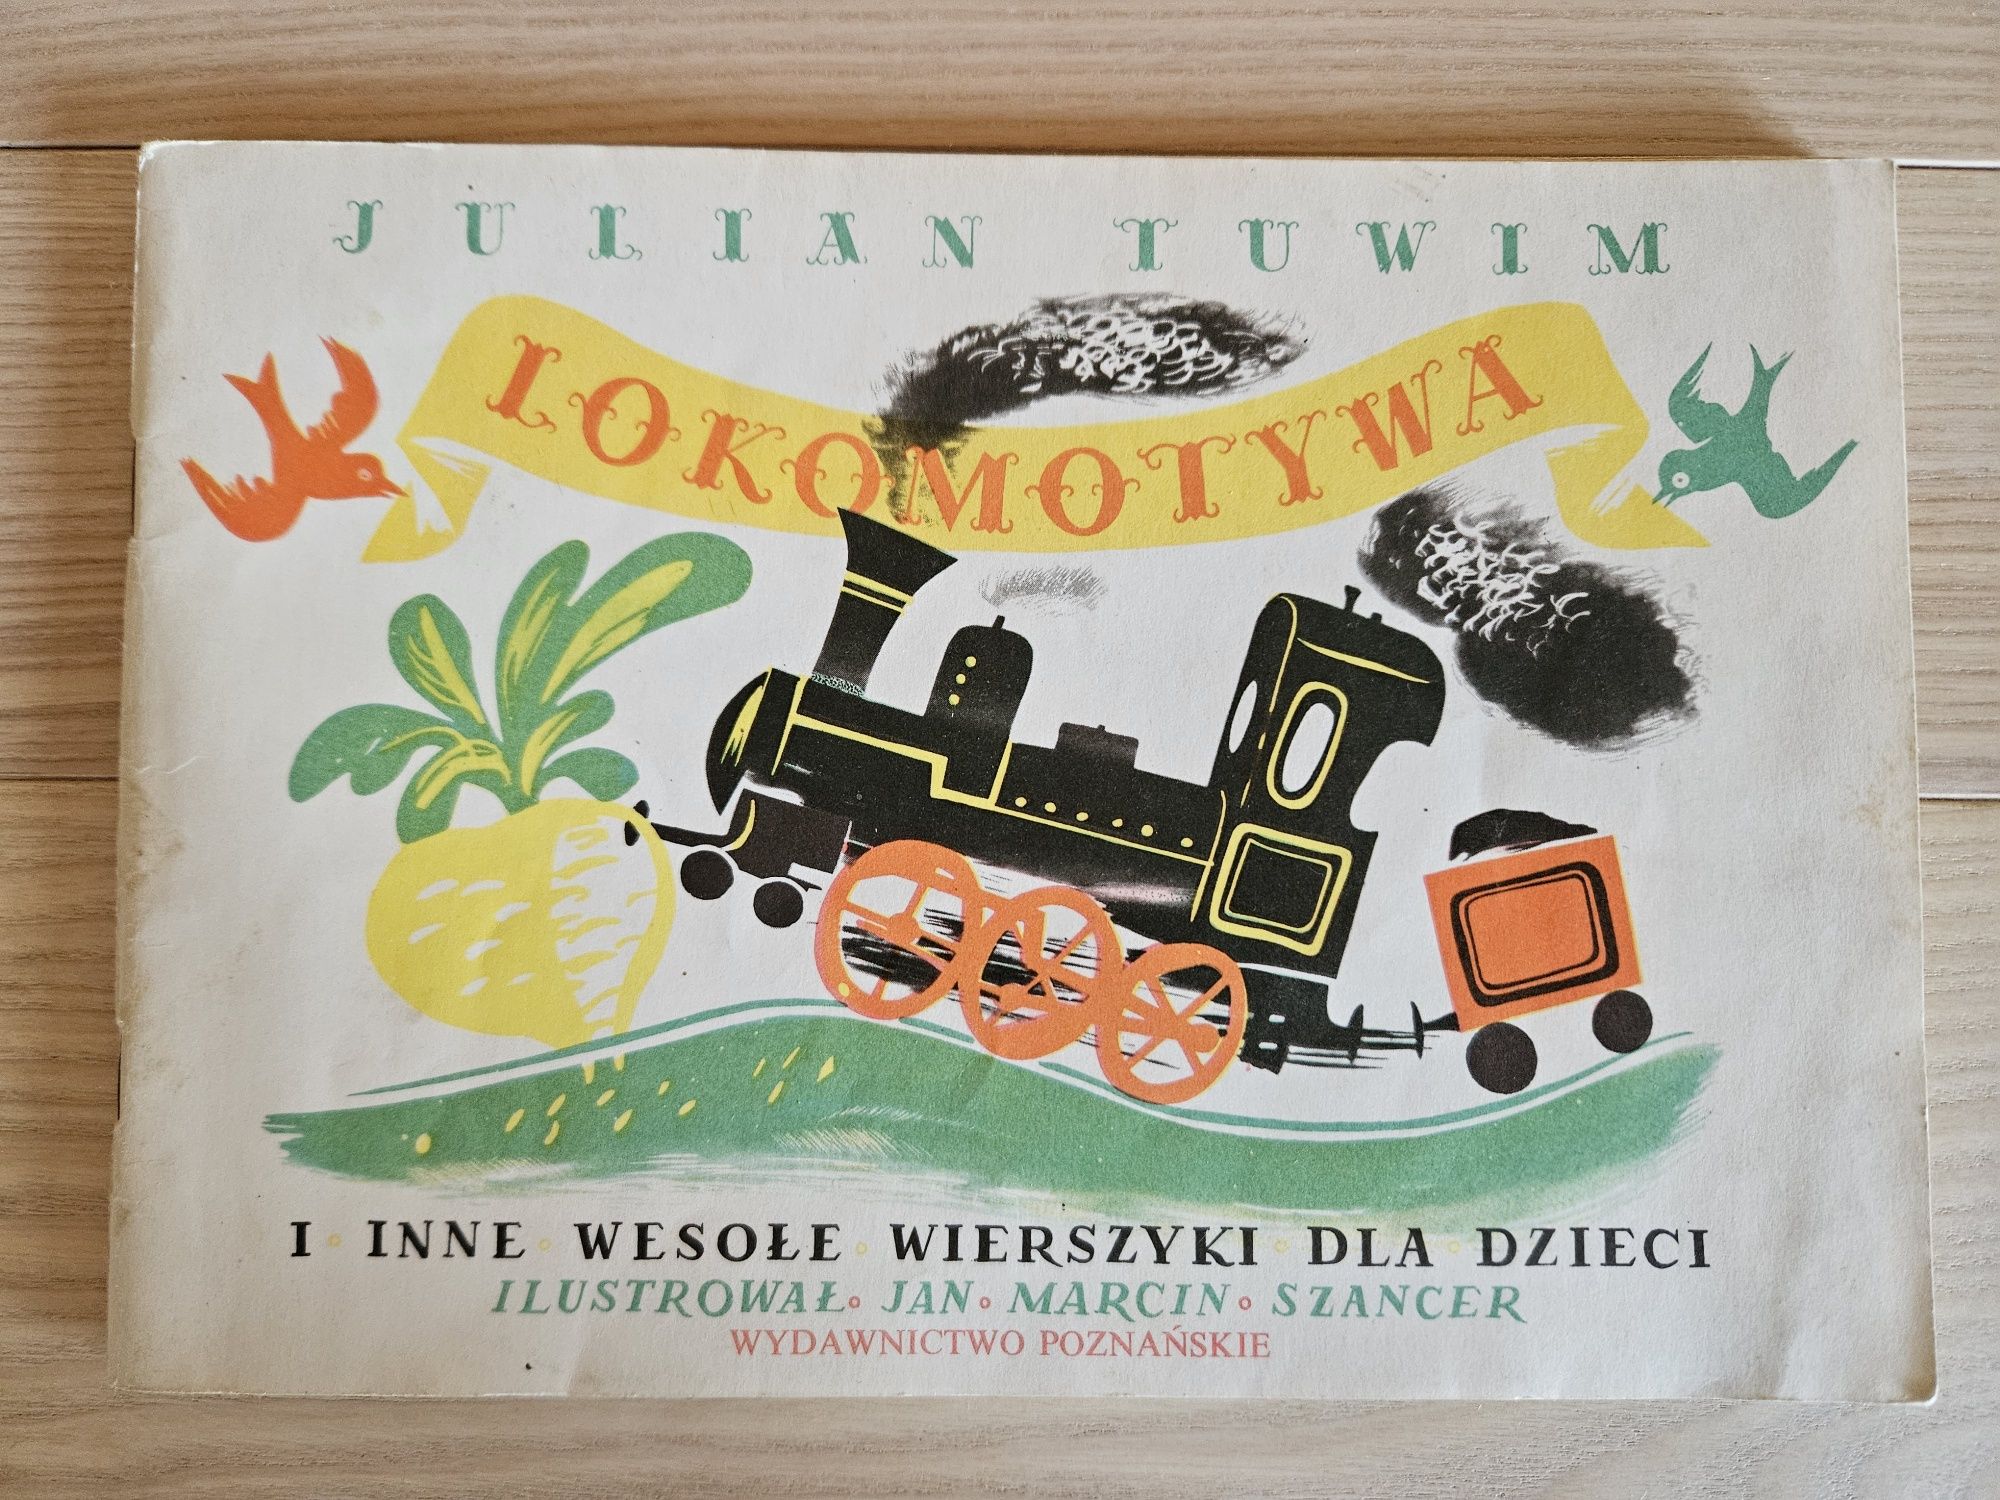 JULIAN TUWIM
LOKOMOTYWA
I • INNE • WESOŁE • WIERSZYKI • DLA • DZIECI
ILUSTROWAŁ • JAN • MARCIN • SZANCER
WYDAWNICTWO POZNAŃSKIE